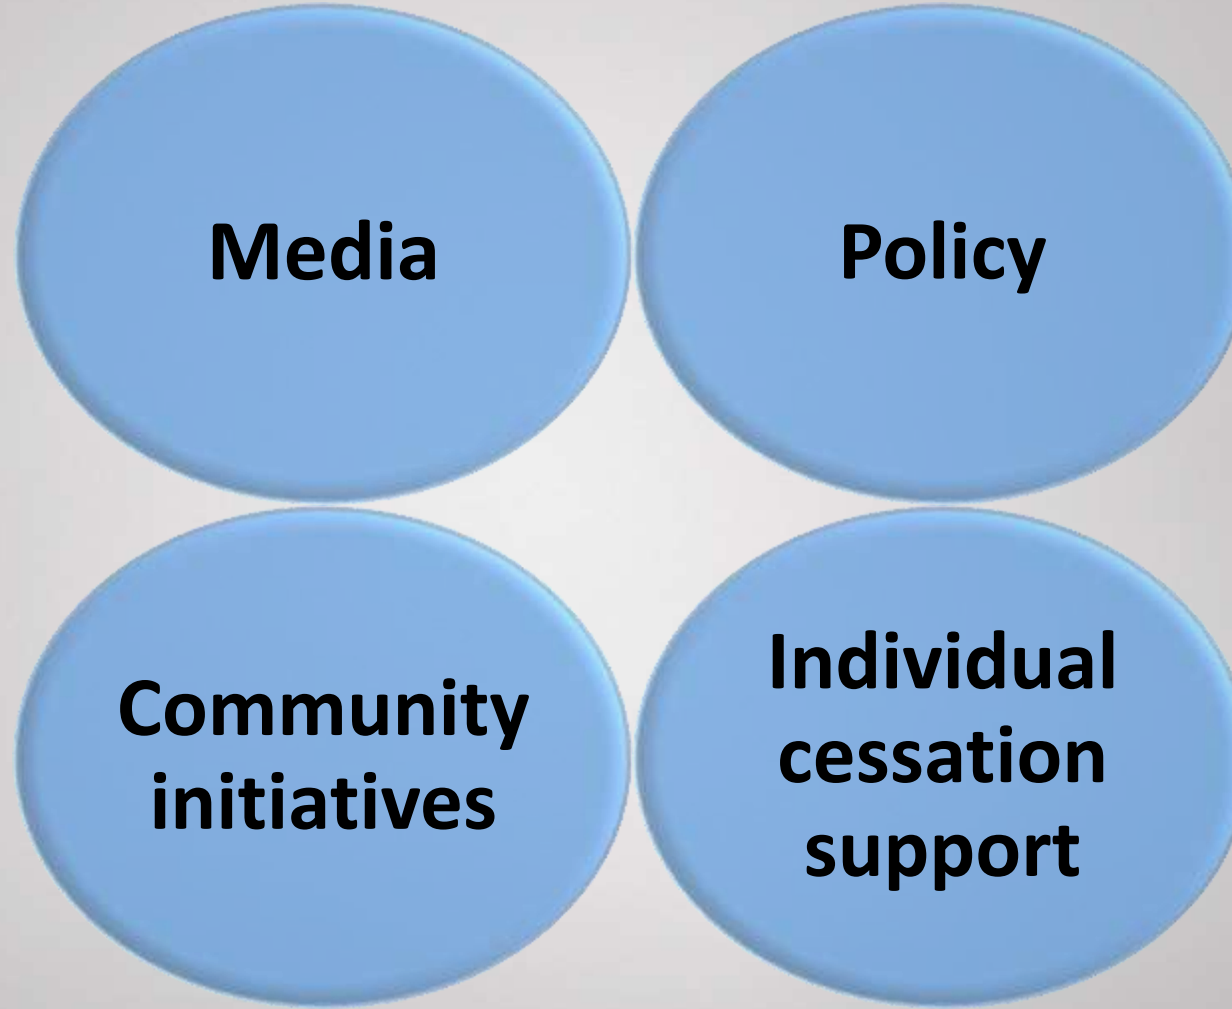 Media
Policy
Community
initiatives
Individual
cessation
support